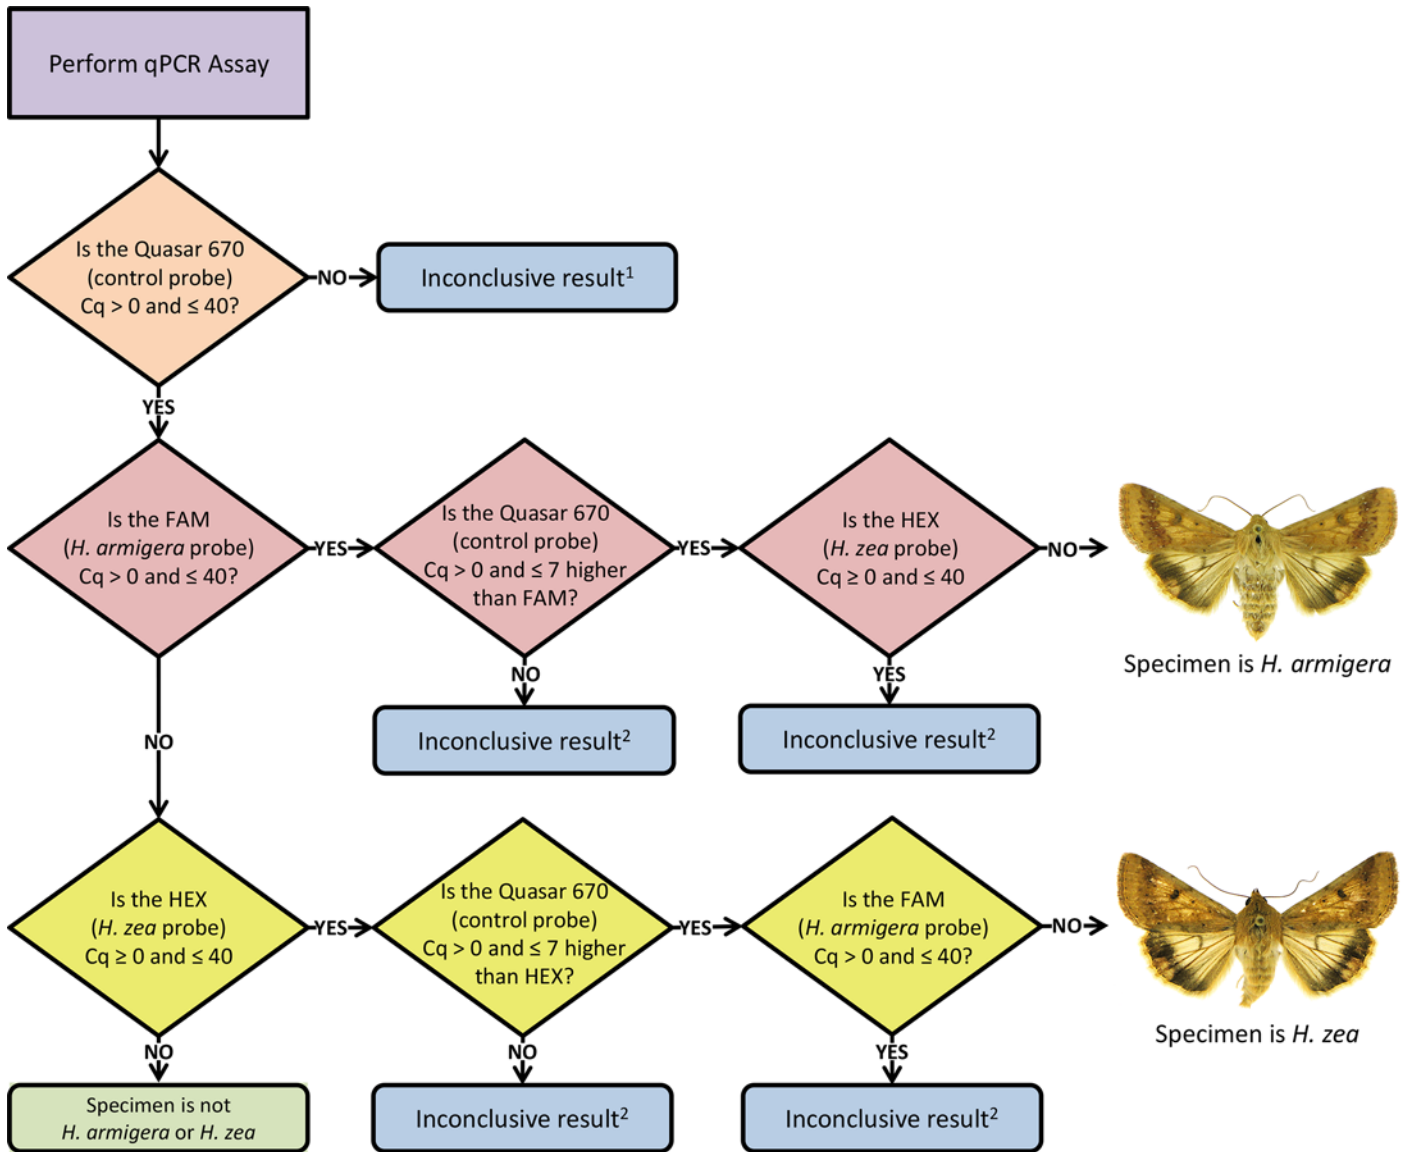 Perform qPCR Assay
Is the Quasar 670
(control probe)
Cq > 0 and ≤ 40?
NO
Inconclusive result¹
YES
Is the FAM
(H. armigera probe)
Cq > 0 and ≤ 40?
YES
Is the Quasar 670
(control probe)
Cq > 0 and ≤ 7 higher
than FAM?
YES
Is the HEX
(H. zea probe)
Cq ≥ 0 and ≤ 40
NO
Specimen is H. armigera
NO
Inconclusive result²
YES
Inconclusive result²
NO
Is the HEX
(H. zea probe)
Cq ≥ 0 and ≤ 40
YES
Is the Quasar 670
(control probe)
Cq > 0 and ≤ 7 higher
than HEX?
YES
Is the FAM
(H. armigera probe)
Cq > 0 and ≤ 40?
NO
Specimen is H. zea
NO
Specimen is not
H. armigera or H. zea
NO
Inconclusive result²
YES
Inconclusive result²